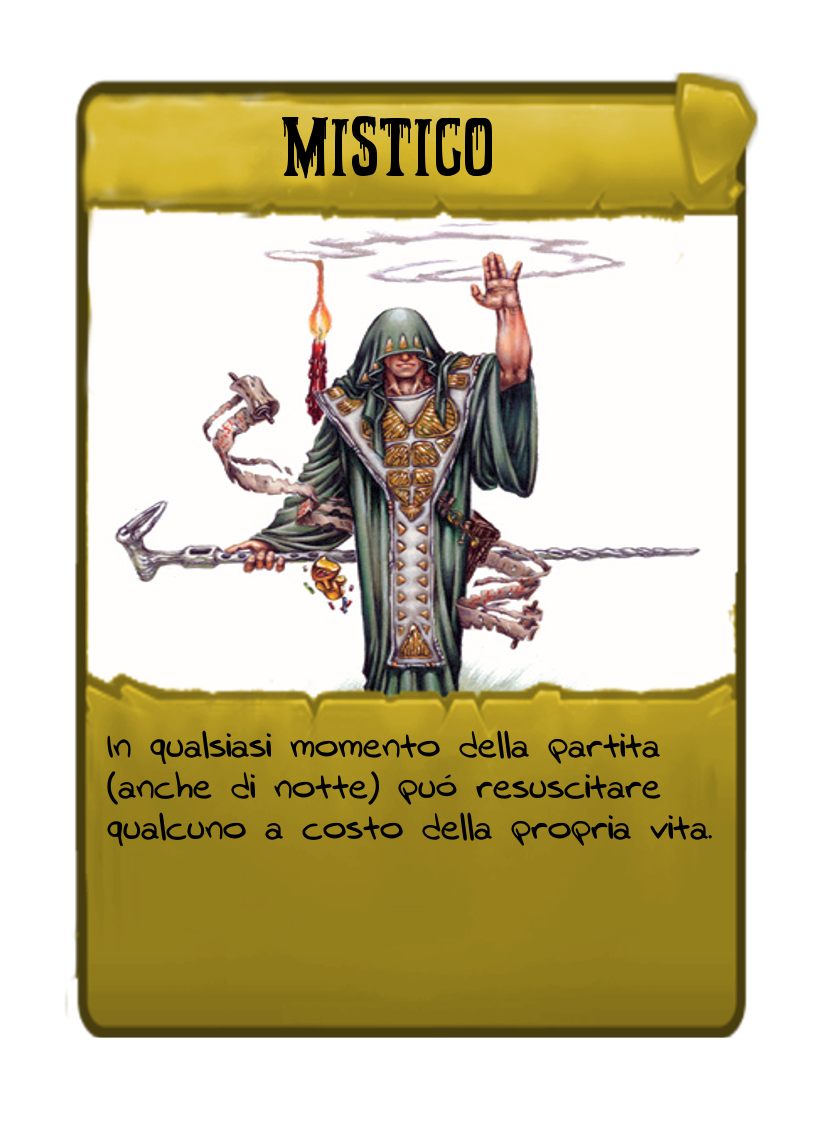 MISTICO
In qualsiasi momento della partita
(anche di notte) puó resuscitare
qualcuno a costo della propria vita.